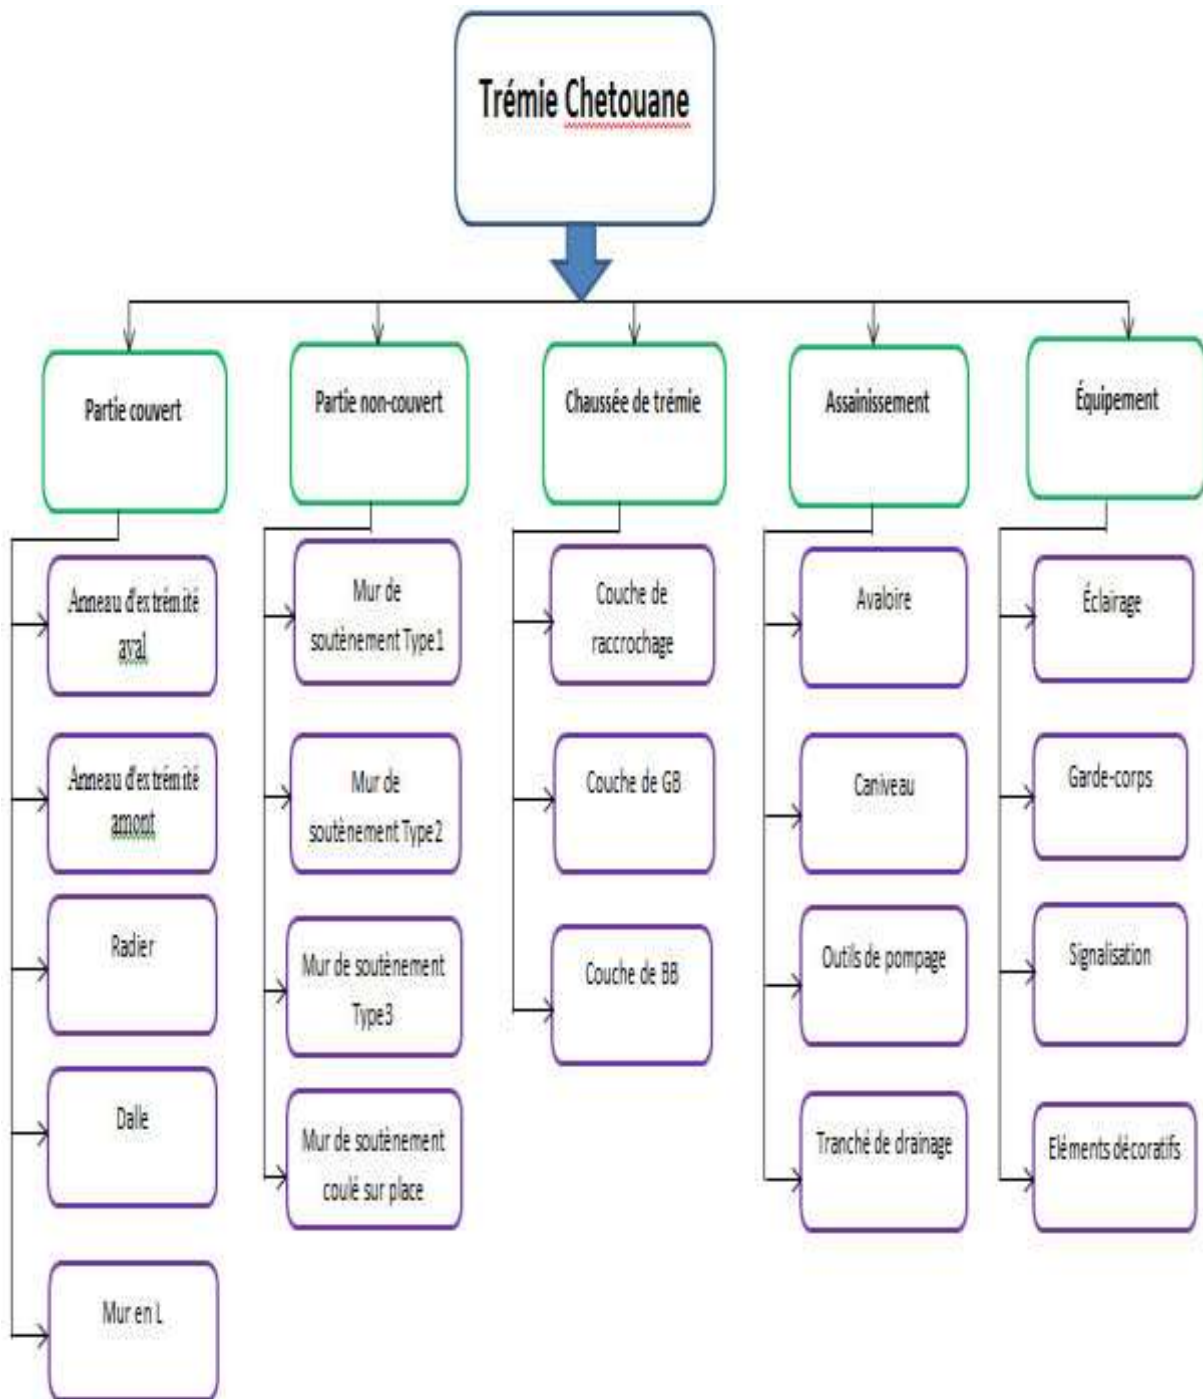 Trémie Chetouane
Partie couvert
Partie non-couvert
Chaussée de trémie
Assainissement
Équipement
Anneau d'extrémité
aval
Anneau d'extrémité
amont
Radier
Dalle
Mur en L
Mur de
soutènement Type1
Mur de
soutènement Type2
Mur de soutènement
Type3
Mur de soutènement
coulé sur place
Couche de
raccrochage
Couche de GB
Couche de BB
Avaloire
Caniveau
Outils de pompage
Tranché de drainage
Éclairage
Garde-corps
Signalisation
Eléments décoratifs